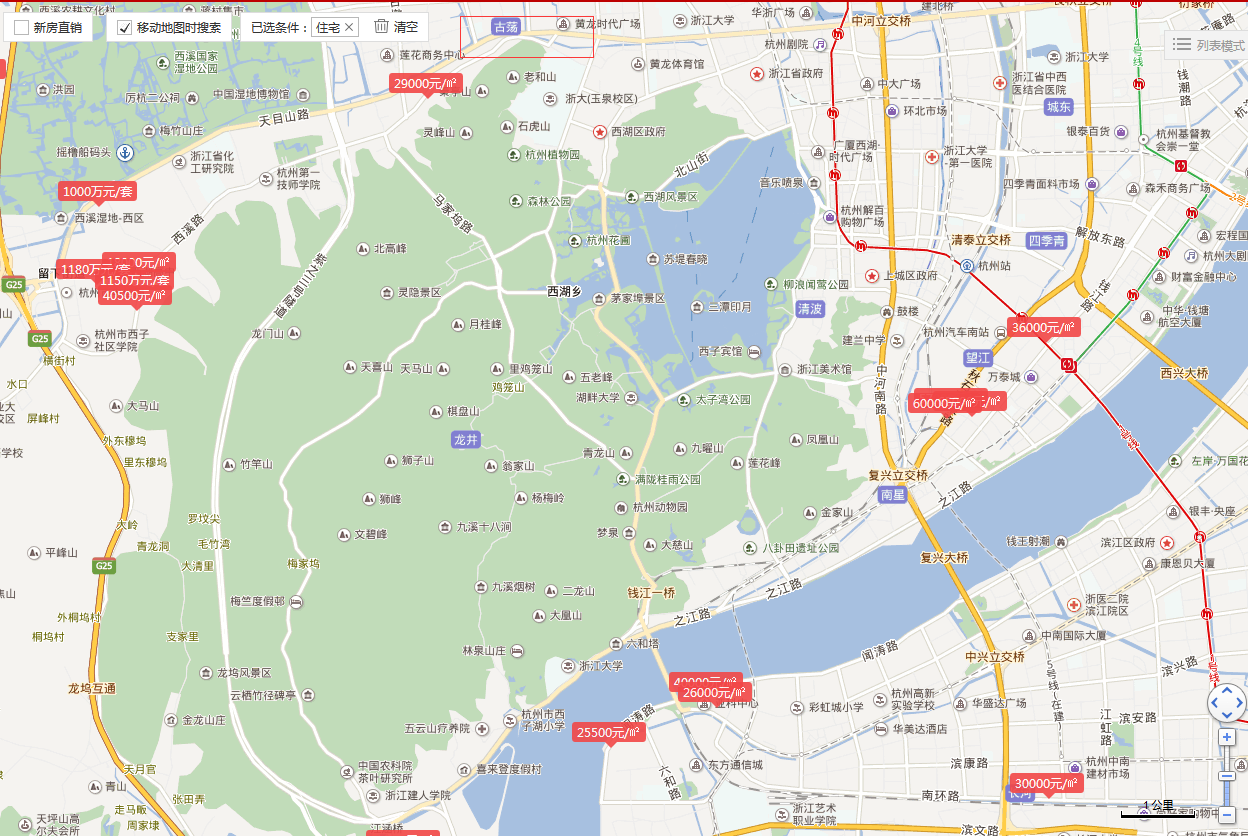 新房直销
移动地图时搜索
已选条件：
住宅 ×
清空
列表模式
古荡
黄龙时代广场
浙江大学
华浙广场
中河立交桥
杭州剧院
莲花商务中心
西溪国家
湿地公园
黄龙体育馆
浙江省政府
浙江大学
浙江省中西
医结合医院
老和山
29000元/㎡
浙大(玉泉校区)
中大广场
城东
洪园
厉杭二公祠
中国湿地博物馆
天目山路
环北市场
钱潮路
梅竹山庄
灵峰山
石虎山
西湖区政府
银泰百货
杭州基督教
会崇一堂
摇橹船码头
浙江省化
工研究院
杭州植物园
北山街
广厦西湖-
时代广场
浙江大学
-第一医院
杭州第一
技师学院
音乐喷泉
四季青面料市场
森禾商务广场
1000万元/套
西溪湿地-西区
西溪路
马家坞路
森林公园
西湖风景区
杭州解百
购物广场
北高峰
杭州花圃
清泰立交桥
四季青
解放东路
苏堤春晓
杭州站
1180万元/套
1150万元/套
40500元/㎡
G25
紫之三号隧道
灵隐景区
西湖乡
茅家埠景区
柳浪闻莺公园
上城区政府
财富金融中心
三潭印月
清波
鼓楼
钱江路
中华·钱塘
航空大厦
杭州市西子
社区学院
龙门山
月桂峰
杭州汽车南站
36000元/㎡
G25
横街村
建兰中学
西子宾馆
望江
水口
天喜山
天马山
里鸡笼山
五老峰
浙江美术馆
中河南路
万泰城
西兴大桥
鸡笼山
湖畔大学
太子湾公园
60000元/㎡
大马山
屏峰村
棋盘山
外东穆坞
龙井
凤凰山
里东穆坞
竹竿山
狮子山
翁家山
青龙山
九曜山
莲花峰
复兴立交桥
满陇桂雨公园
南星
之江路
狮峰
杨梅岭
杭州动物园
罗坟尖
大岭
文碧峰
九溪十八涧
梦泉
金家山
银丰·央座
青龙洞
毛竹湾
大慈山
八卦田遗址公园
钱王射潮
滨江区政府
平峰山
G25
大清里
梅家坞
复兴大桥
康恩贝大厦
九溪烟树
二龙山
钱江一桥
之江路
梅竺度假邨
大凰山
之江路
浙医二院
滨江院区
外桐坞村
桐坞村
支家里
六和塔
中南国际大厦
林泉山庄
浙江大学
闻涛路
中兴立交桥
滨兴路
龙坞风景区
龙坞互通
云栖竹径碑亭
26000元/㎡
5号线(在建)
彩虹城小学
杭州高新
实验学校
华盛达广场
金龙山庄
五云山疗养院
杭州市西
子湖小学
25500元/㎡
华美达酒店
江虹路
滨安路
天月官
中国农科院
茶叶研究所
喜来登度假村
六和路
东方通信城
滨康路
杭州中南
建材市场
青山
浙江建人学院
30000元/㎡
张田弄
走马畈
南环路
1 公里
天坪山高
尔夫会所
周家埭
浙江艺术
职业学院
滨文路